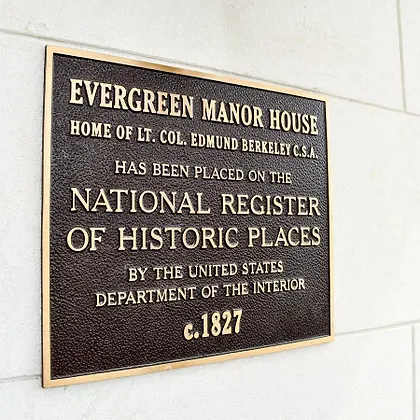 EVERGREEN MANOR HOUSE
HOME OF LT. COL. EDMUND BERKELEY C.S.A.
HAS BEEN PLACED ON THE
NATIONAL REGISTER
OF HISTORIC PLACES
BY THE UNITED STATES
DEPARTMENT OF THE INTERIOR
c.1827